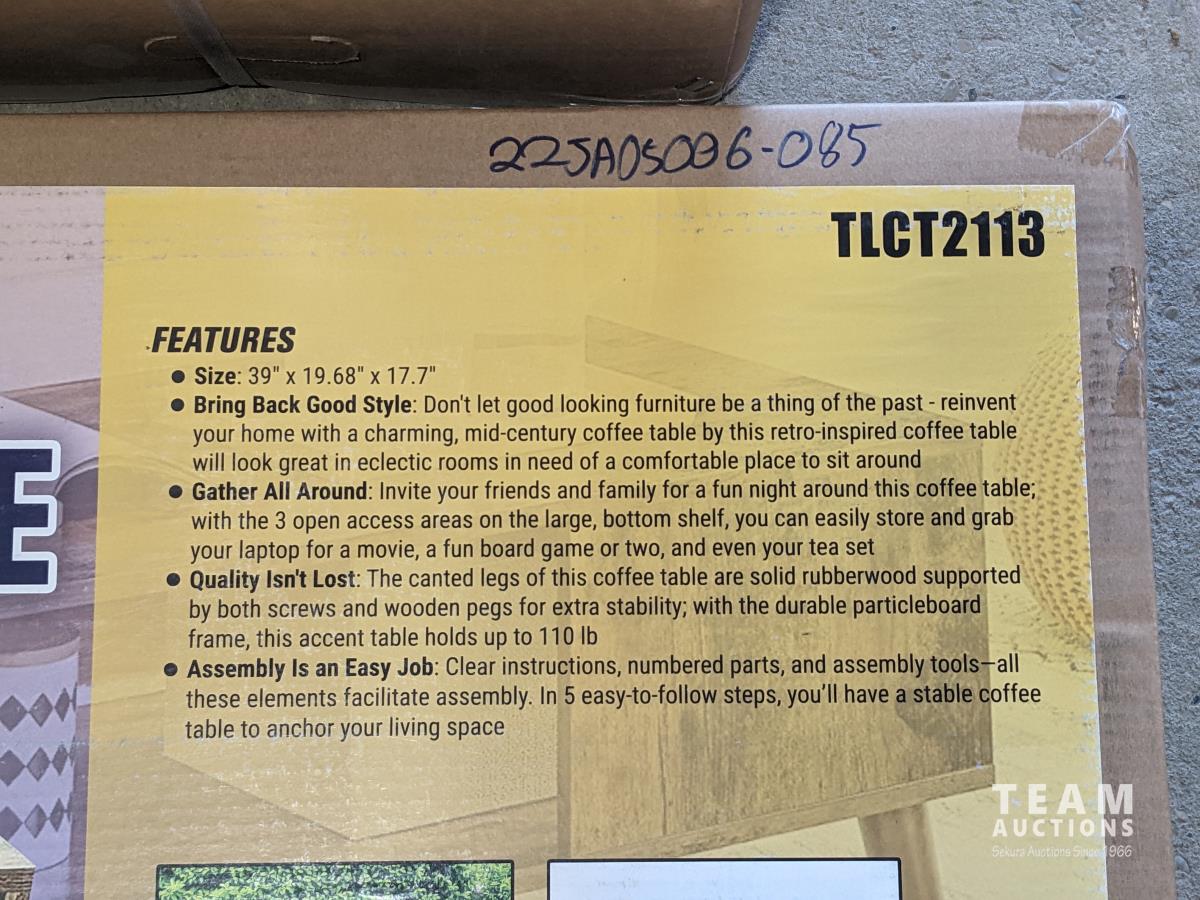 22JA05086-085
TLCT2113
FEATURES
● Size: 39" x 19.68" x 17.7"
● Bring Back Good Style: Don't let good looking furniture be a thing of the past - reinvent
your home with a charming, mid-century coffee table by this retro-inspired coffee table
will look great in eclectic rooms in need of a comfortable place to sit around
● Gather All Around: Invite your friends and family for a fun night around this coffee table;
with the 3 open access areas on the large, bottom shelf, you can easily store and grab
your laptop for a movie, a fun board game or two, and even your tea set
● Quality Isn't Lost: The canted legs of this coffee table are solid rubberwood supported
by both screws and wooden pegs for extra stability; with the durable particleboard
frame, this accent table holds up to 110 lb
● Assembly Is an Easy Job: Clear instructions, numbered parts, and assembly tools—all
these elements facilitate assembly. In 5 easy-to-follow steps, you’ll have a stable coffee
table to anchor your living space
E
TEAM
AUCTIONS
Sekura Auctions Since 1966